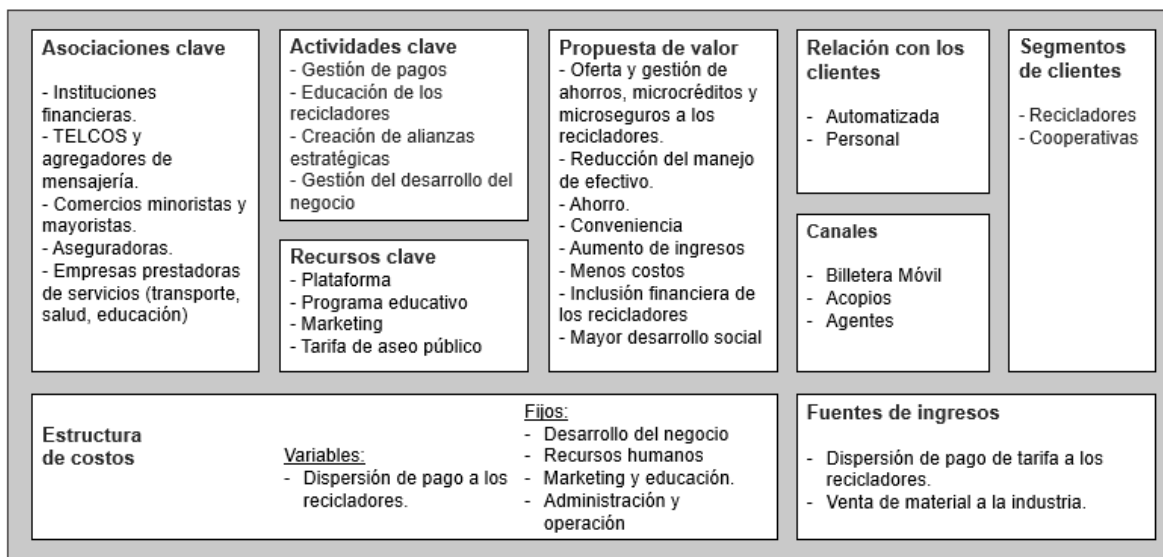 Asociaciones clave
- Instituciones
financieras.
- TELCOS y
agregadores de
mensajería.
- Comercios minoristas y
mayoristas.
- Aseguradoras.
- Empresas prestadoras
de servicios (transporte,
salud, educación)
Actividades clave
- Gestión de pagos
- Educación de los
recicladores
- Creación de alianzas
estratégicas
- Gestión del desarrollo del
negocio
Recursos clave
- Plataforma
- Programa educativo
- Marketing
- Tarifa de aseo público
Propuesta de valor
- Oferta y gestión de
ahorros, microcréditos y
microseguros a los
recicladores.
- Reducción del manejo
de efectivo.
- Ahorro.
- Conveniencia
- Aumento de ingresos
- Menos costos
- Inclusión financiera de
los recicladores
- Mayor desarrollo social
Relación con los
clientes
- Automatizada
- Personal
Canales
- Billetera Móvil
- Acopios
- Agentes
Segmentos
de clientes
- Recicladores
- Cooperativas
Estructura
de costos
Variables:
- Dispersión de pago a los
recicladores.
Fijos:
- Desarrollo del negocio
- Recursos humanos
- Marketing y educación.
- Administración y
operación
Fuentes de ingresos
- Dispersión de pago de tarifa a los
recicladores.
- Venta de material a la industria.